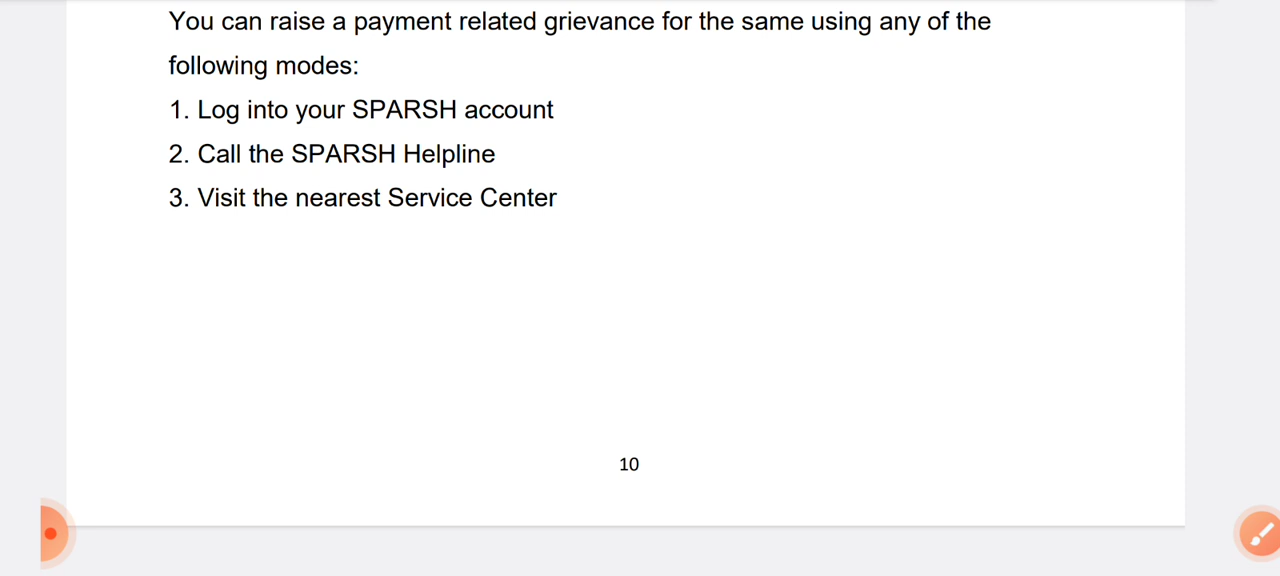 You can raise a payment related grievance for the same using any of the
following modes:
1. Log into your SPARSH account
2. Call the SPARSH Helpline
3. Visit the nearest Service Center
10